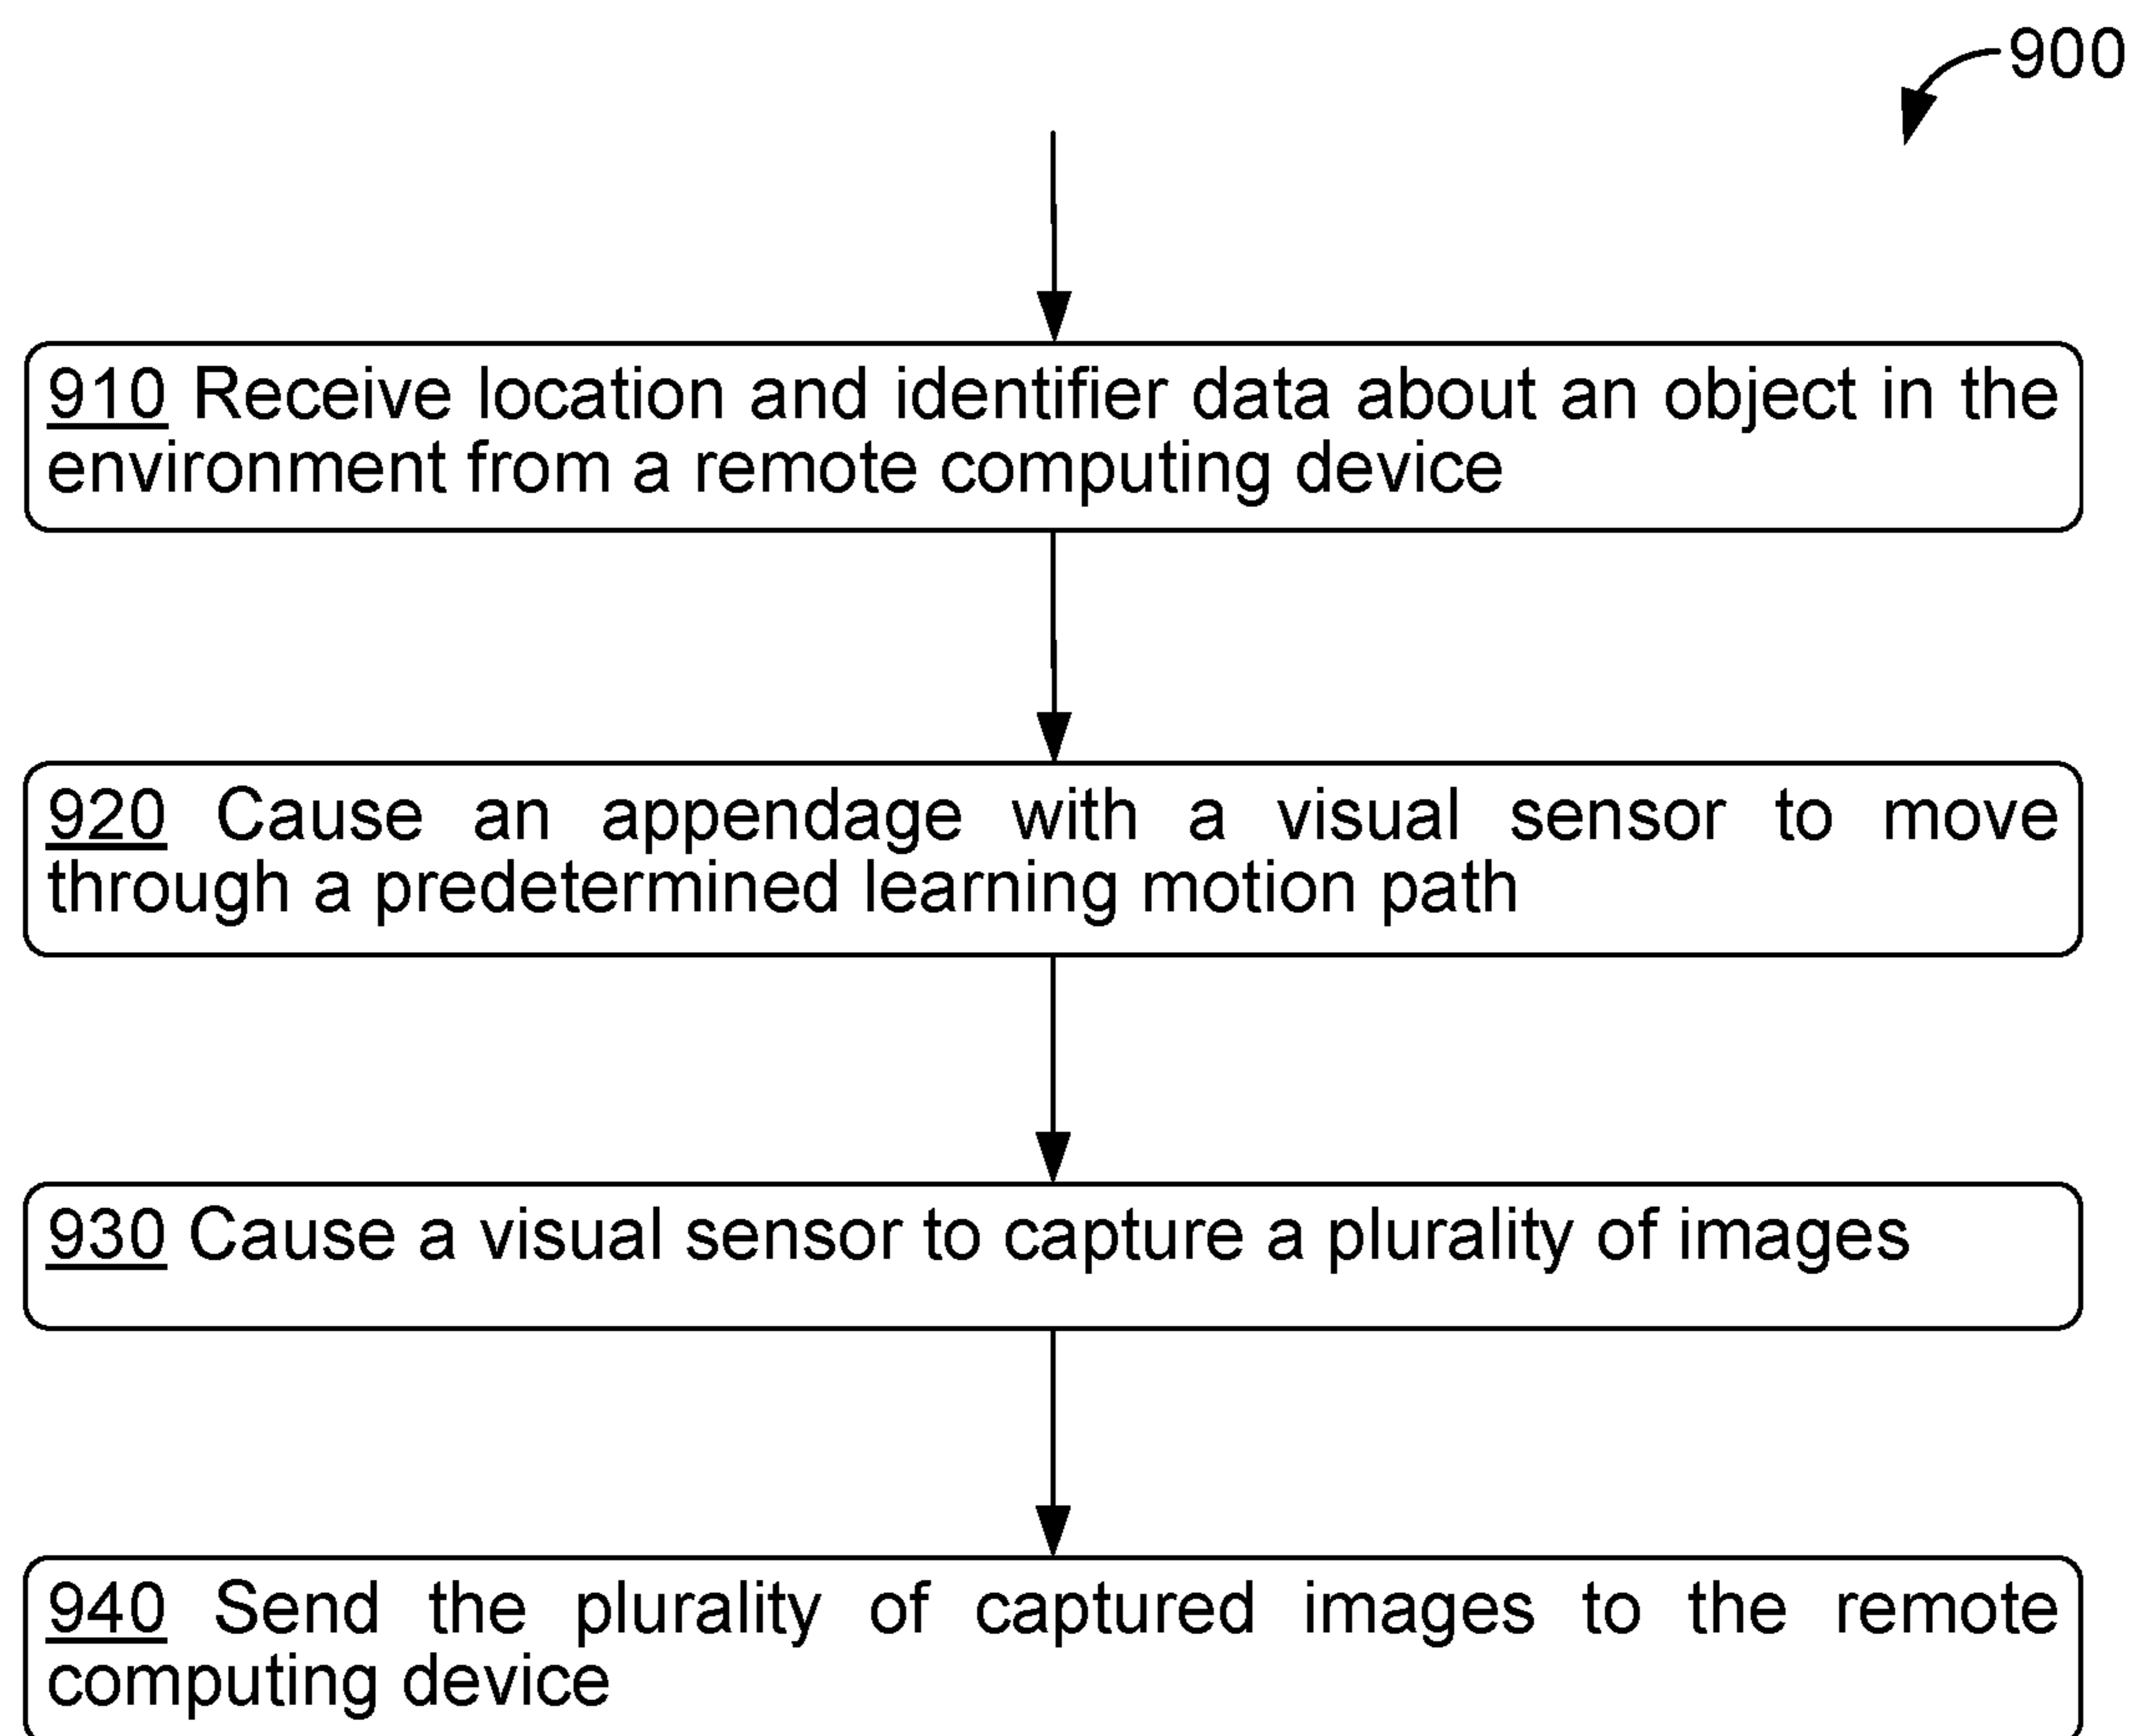 900
910 Receive location and identifier data about an object in the
environment from a remote computing device
920 Cause an appendage with a visual sensor to move
through a predetermined learning motion path
930 Cause a visual sensor to capture a plurality of images
940 Send the plurality of captured images to the remote
computing device